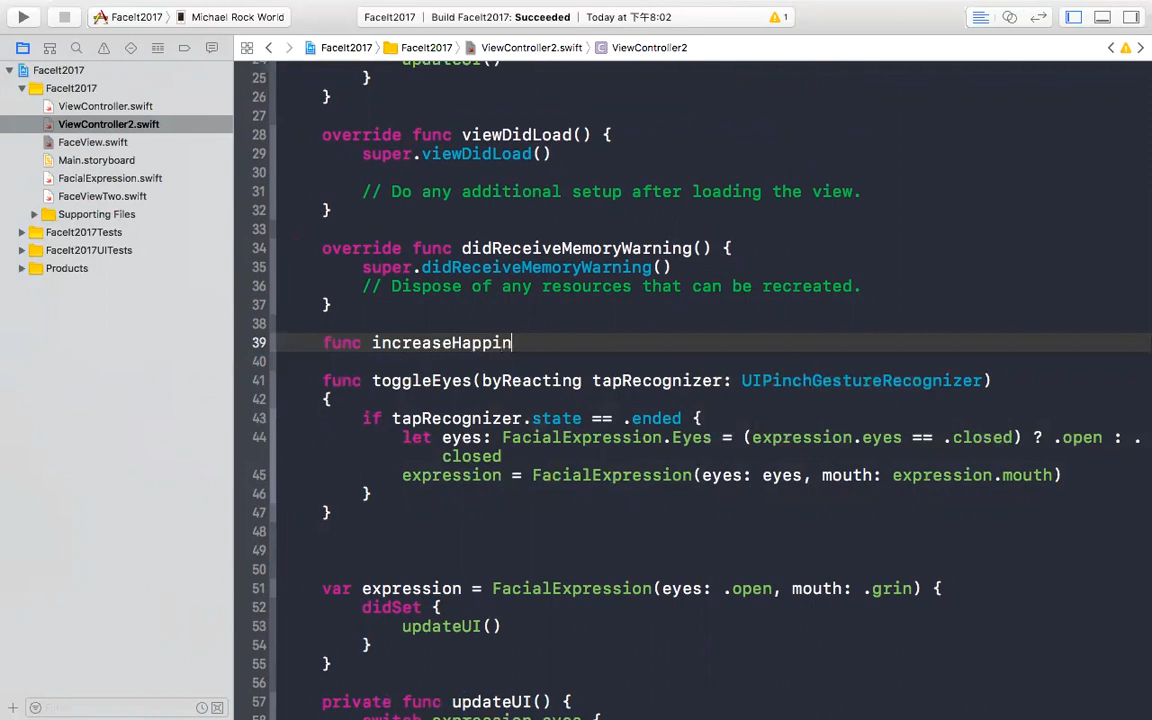 FaceIt2017 Michael Rock World
FaceIt2017 Build FaceIt2017: Succeeded Today at 下午8:02 1
FaceIt2017 FaceIt2017 ViewController2.swift ViewController2
FaceIt2017
FaceIt2017
ViewController.swift
ViewController2.swift
FaceView.swift
Main.storyboard
FacialExpression.swift
FaceViewTwo.swift
Supporting Files
FaceIt2017Tests
FaceIt2017UITests
Products
24 updateUI()
25 }
26 }
27
28 override func viewDidLoad() {
29 super.viewDidLoad()
30
31 // Do any additional setup after loading the view.
32 }
33
34 override func didReceiveMemoryWarning() {
35 super.didReceiveMemoryWarning()
36 // Dispose of any resources that can be recreated.
37 }
38
39 func increaseHappin
40
41 func toggleEyes(byReacting tapRecognizer: UIPinchGestureRecognizer)
42 {
43 if tapRecognizer.state == .ended {
44 let eyes: FacialExpression.Eyes = (expression.eyes == .closed) ? .open : .
closed
45 expression = FacialExpression(eyes: eyes, mouth: expression.mouth)
46 }
47 }
48
49
50
51 var expression = FacialExpression(eyes: .open, mouth: .grin) {
52 didSet {
53 updateUI()
54 }
55 }
56
57 private func updateUI() {
58 switch expression.eyes {